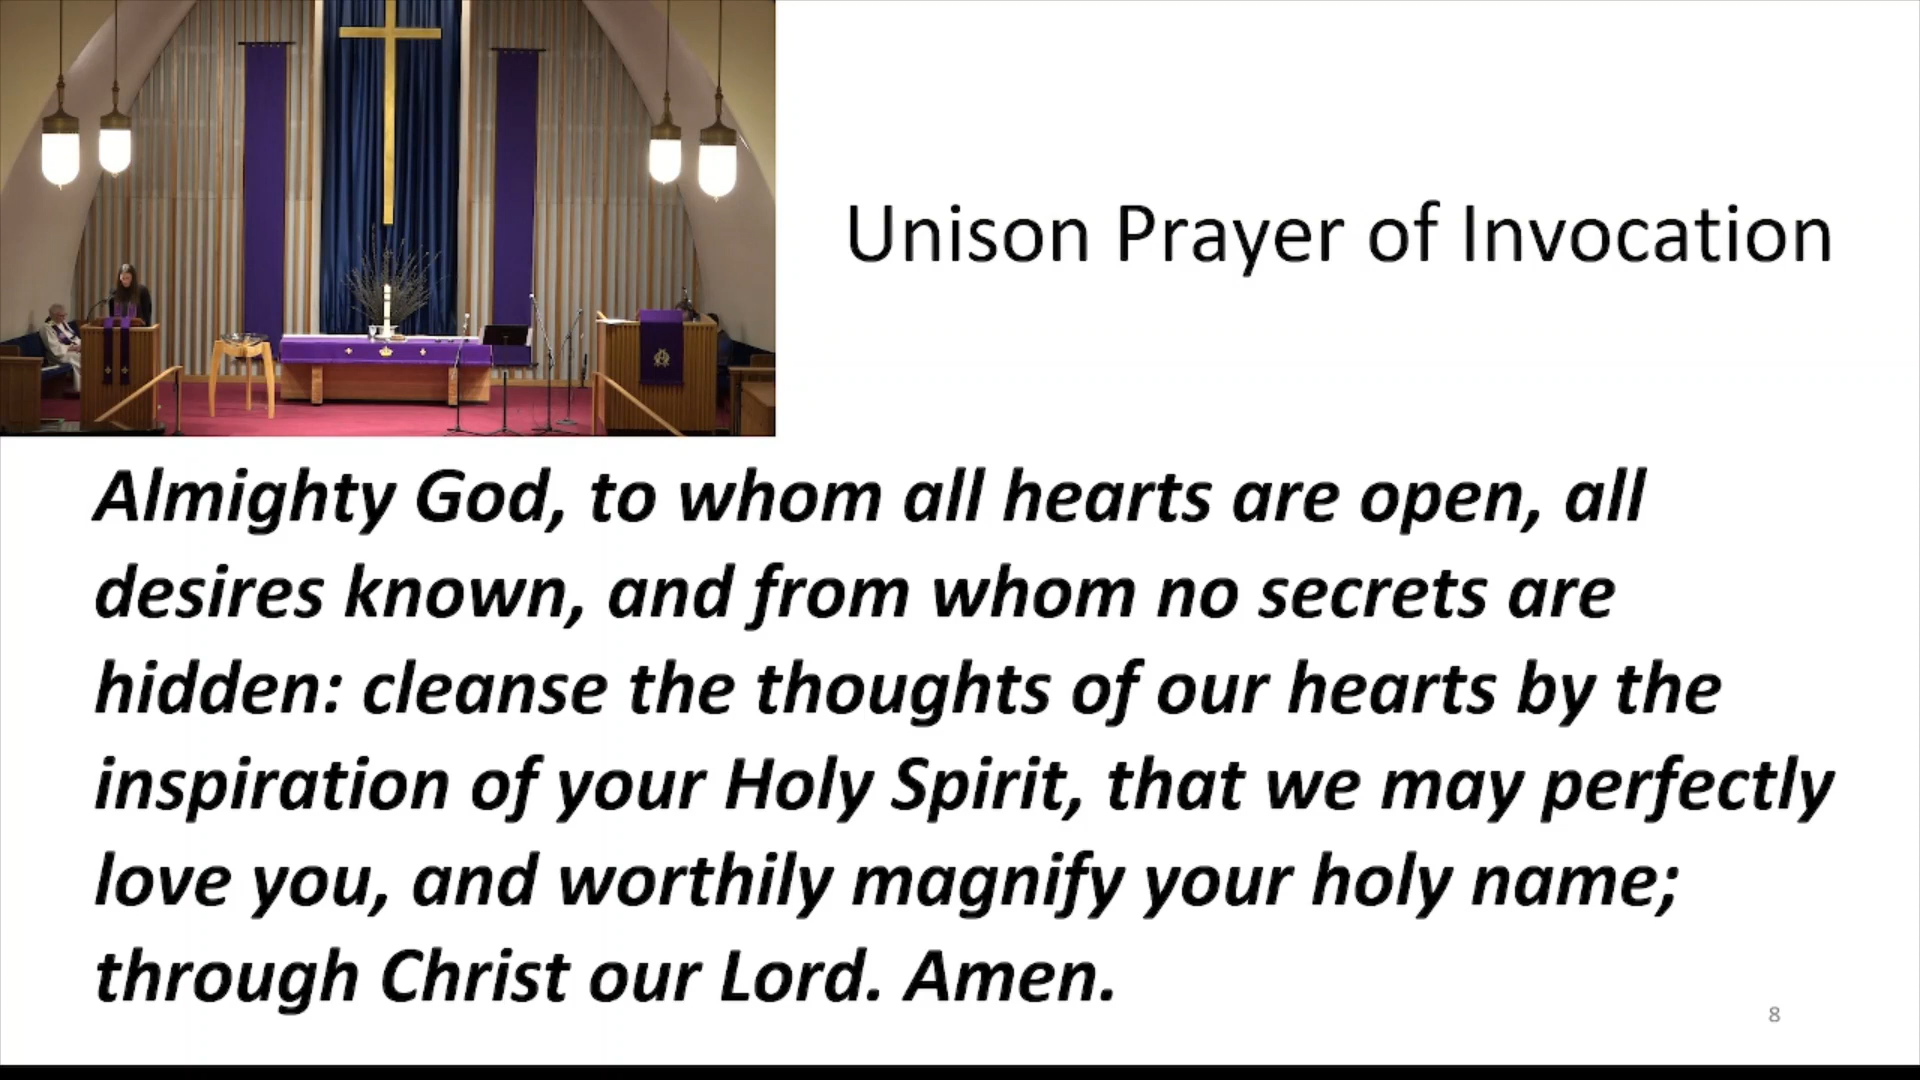 Unison Prayer of Invocation
Almighty God, to whom all hearts are open, all
desires known, and from whom no secrets are
hidden: cleanse the thoughts of our hearts by the
inspiration of your Holy Spirit, that we may perfectly
love you, and worthily magnify your holy name;
through Christ our Lord. Amen.
8